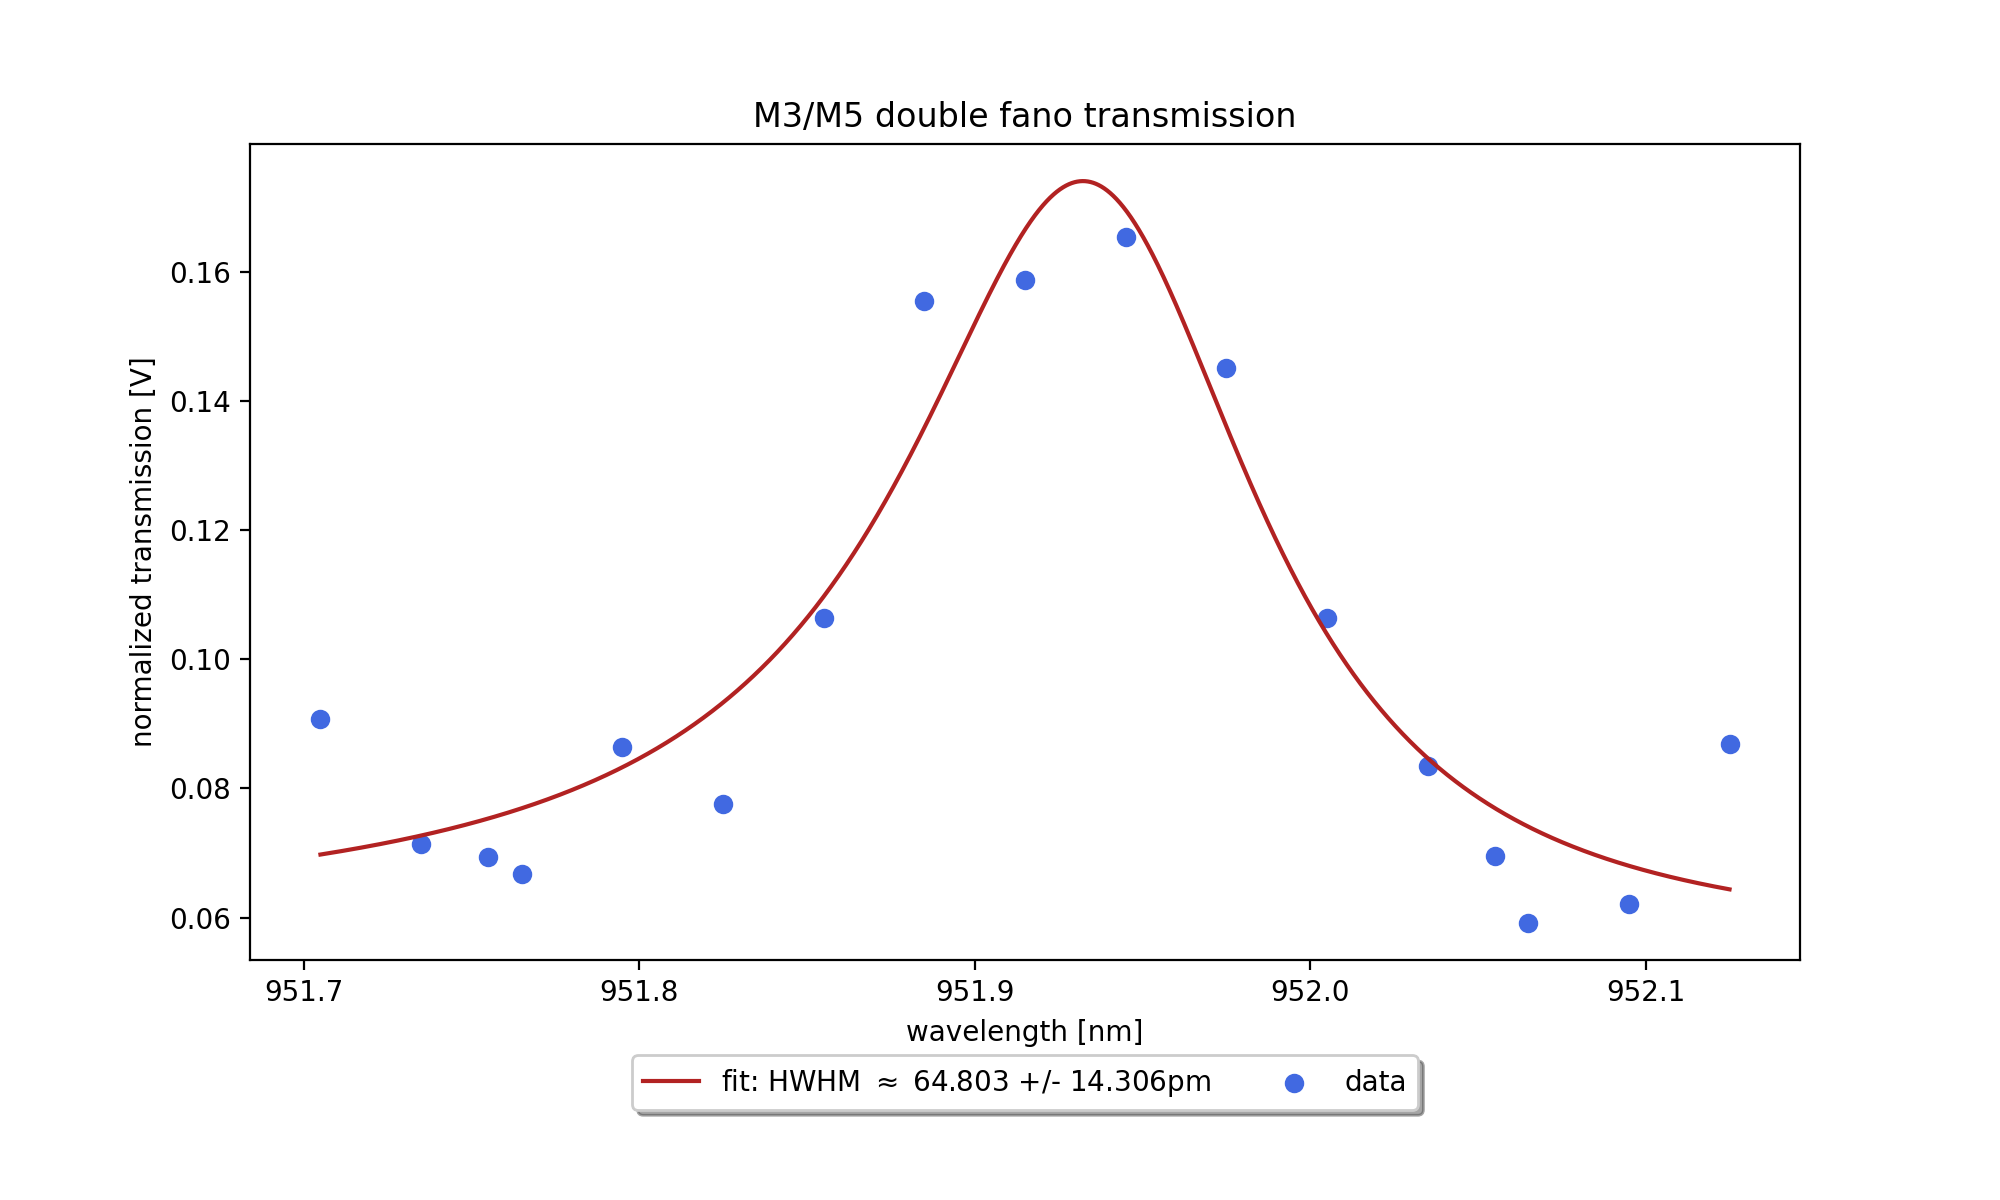 M3/M5 double fano transmission
normalized transmission [V]
0.16
0.14
0.12
0.10
0.08
0.06
951.7 951.8 951.9 952.0 952.1
wavelength [nm]
fit: HWHM ≈ 64.803 +/- 14.306pm data